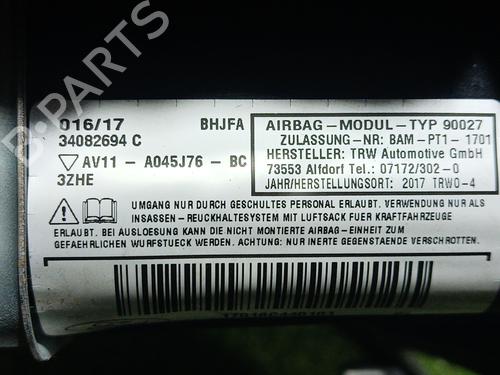 016/17
34082694 C
BHJFA
AV11 - A045J76 - BC
3ZHE
AIRBAG-MODUL-TYP 90027
ZULASSUNG-NR: BAM-PT1-1701
HERSTELLER: TRW Automotive GmbH
73553 Alfdorf Tel.: 07172/302-0
JAHR/HERSTELLUNGSORT: 2017 TRWO-4
UMGANG NUR DURCH GESCHULTES PERSONAL ERLAUBT. VERWENDUNG NUR ALS
INSASSEN-REUCKHALTESYSTEM MIT LUFTSACK FUER KRAFTFAHRZEUGE
ERLAUBT. BEI AUSLOESUNG KANN DIE NICHT MONTIERTE AIRBAG-EINHEIT ZUM
GEFAEHRLICHEN WURFSTUECK WERDEN. ACHTUNG: NUR INERTE GEGENSTAENDE VERSCHROTTEN.